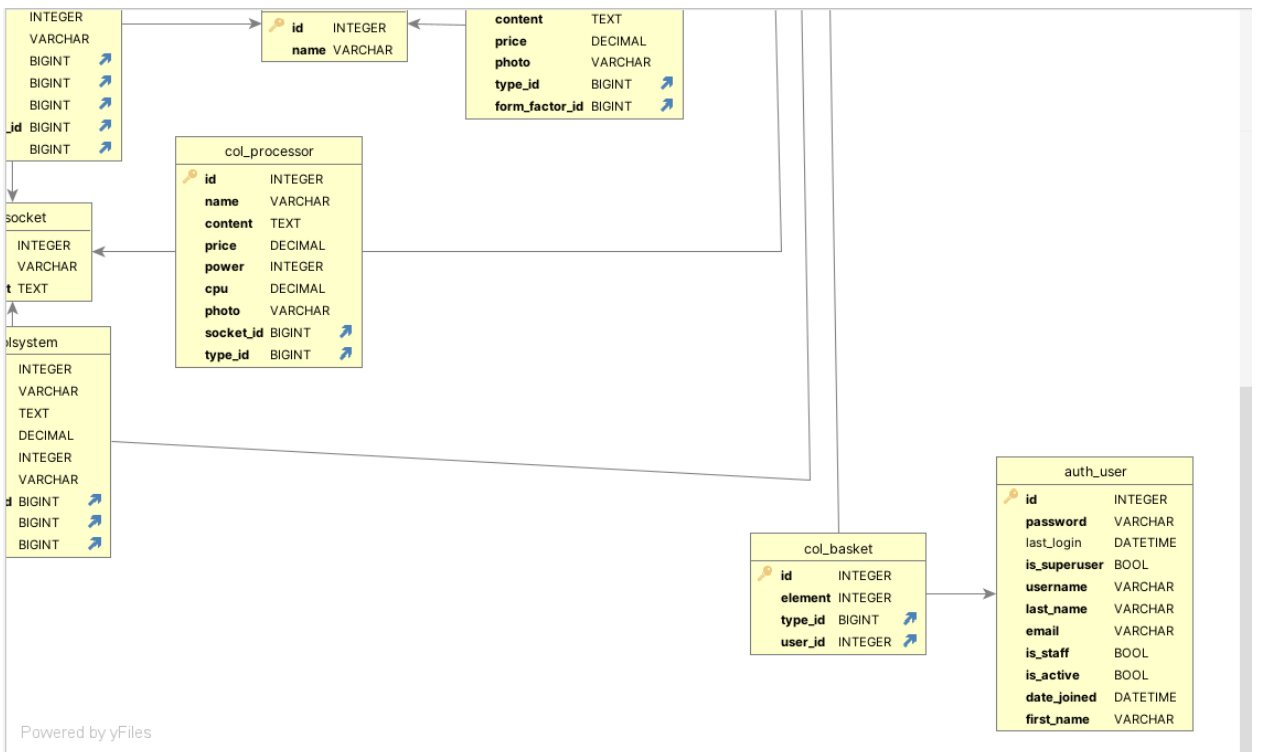 INTEGER
VARCHAR
BIGINT
BIGINT
BIGINT
_id BIGINT
BIGINT
id INTEGER
name VARCHAR
content TEXT
price DECIMAL
photo VARCHAR
type_id BIGINT
form_factor_id BIGINT
col_processor
id INTEGER
name VARCHAR
content TEXT
price DECIMAL
power INTEGER
cpu DECIMAL
photo VARCHAR
socket_id BIGINT
type_id BIGINT
socket
INTEGER
VARCHAR
t TEXT
olsystem
INTEGER
VARCHAR
TEXT
DECIMAL
INTEGER
VARCHAR
d BIGINT
BIGINT
BIGINT
col_basket
id INTEGER
element INTEGER
type_id BIGINT
user_id INTEGER
auth_user
id INTEGER
password VARCHAR
last_login DATETIME
is_superuser BOOL
username VARCHAR
last_name VARCHAR
email VARCHAR
is_staff BOOL
is_active BOOL
date_joined DATETIME
first_name VARCHAR
Powered by yFiles